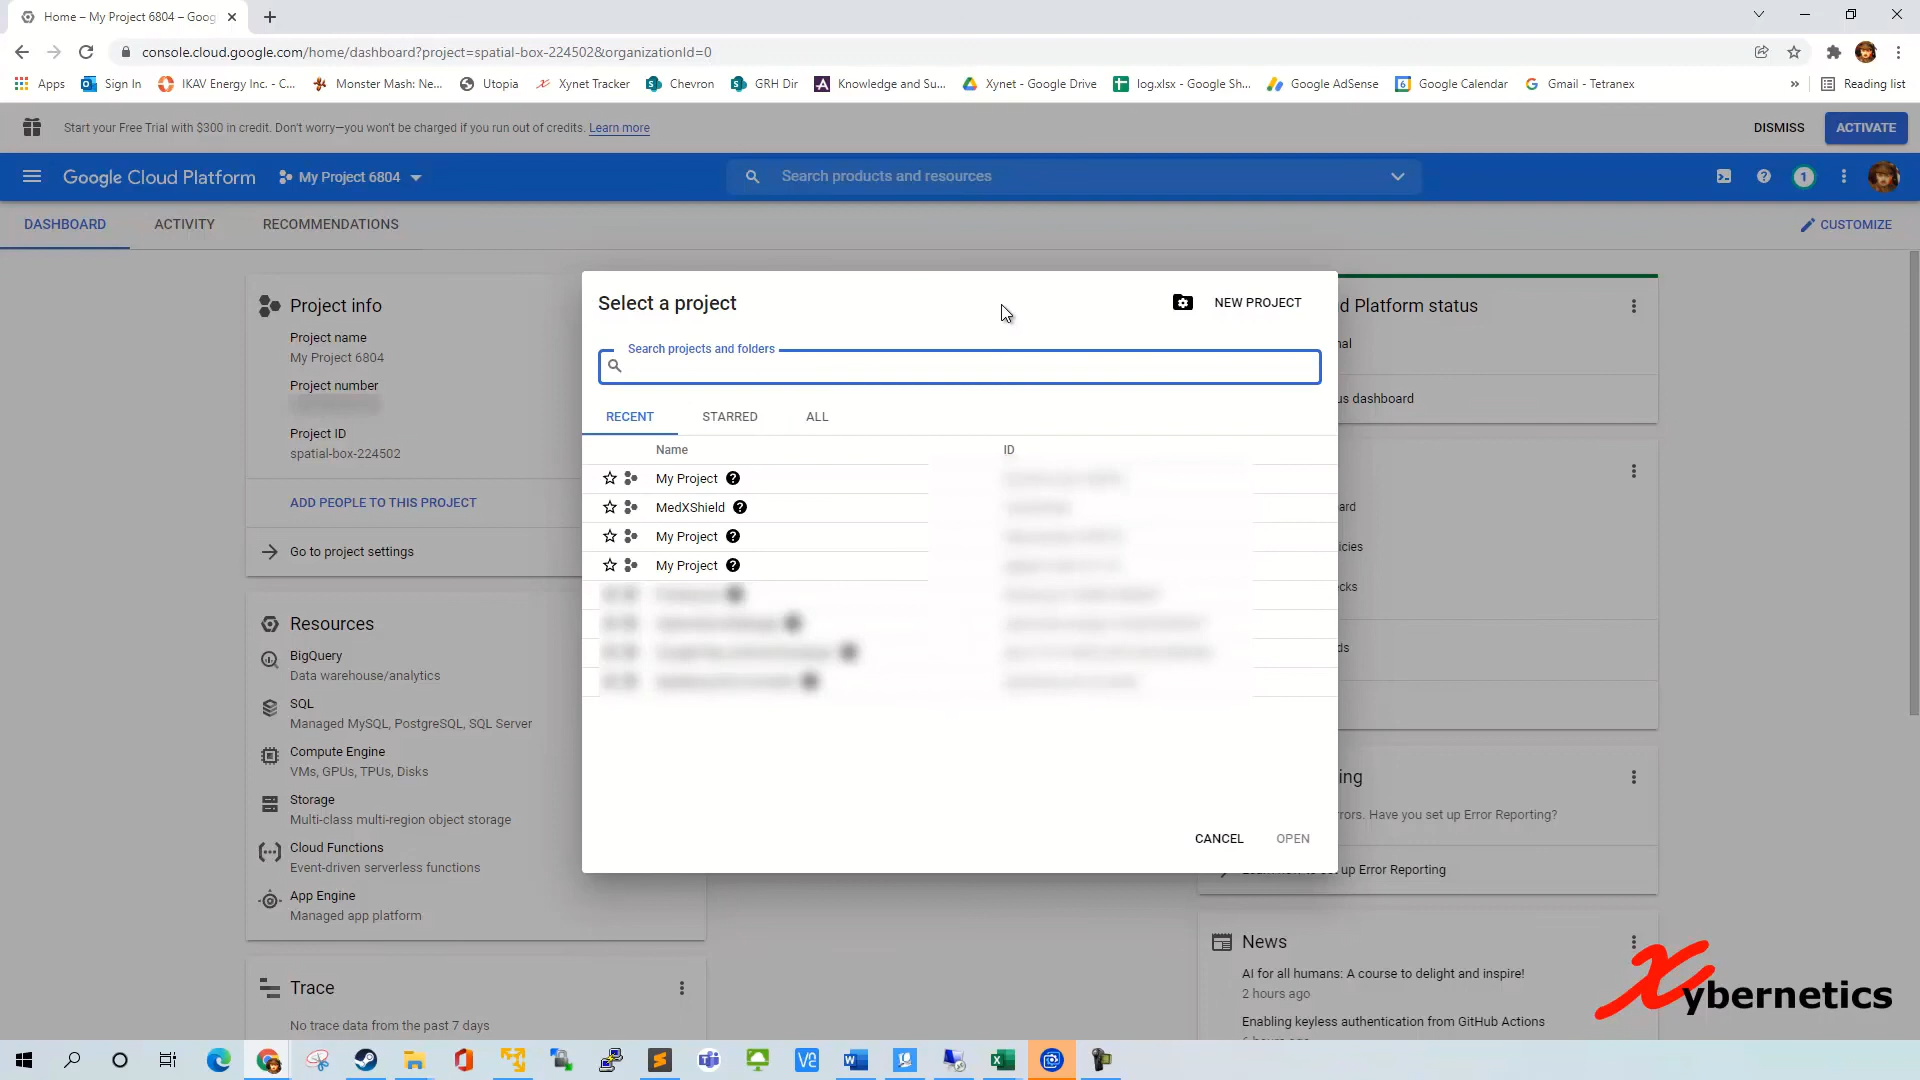 Home – My Project 6804 – Goog
console.cloud.google.com/home/dashboard?project=spatial-box-224502&organizationId=0
Apps
Sign In
IKAV Energy Inc. - C...
Monster Mash: Ne...
Utopia
Xynet Tracker
Chevron
GRH Dir
Knowledge and Su...
Xynet - Google Drive
log.xlsx - Google Sh...
Google AdSense
Google Calendar
Gmail - Tetranex
»
Reading list
Start your Free Trial with $300 in credit. Don't worry—you won't be charged if you run out of credits. Learn more
DISMISS
ACTIVATE
Google Cloud Platform
My Project 6804
Search products and resources
1
DASHBOARD
ACTIVITY
RECOMMENDATIONS
CUSTOMIZE
Project info
Project name
My Project 6804
Project number
Project ID
spatial-box-224502
ADD PEOPLE TO THIS PROJECT
Go to project settings
Resources
BigQuery
Data warehouse/analytics
SQL
Managed MySQL, PostgreSQL, SQL Server
Compute Engine
VMs, GPUs, TPUs, Disks
Storage
Multi-class multi-region object storage
Cloud Functions
Event-driven serverless functions
App Engine
Managed app platform
Trace
No trace data from the past 7 days
Select a project
NEW PROJECT
Search projects and folders
RECENT
STARRED
ALL
Name
ID
My Project
MedXShield
My Project
My Project
CANCEL
OPEN
d Platform status
nal
us dashboard
ard
icies
cks
ds
ing
rors. Have you set up Error Reporting?
up Error Reporting
News
AI for all humans: A course to delight and inspire!
2 hours ago
Enabling keyless authentication from GitHub Actions
Xybernetics